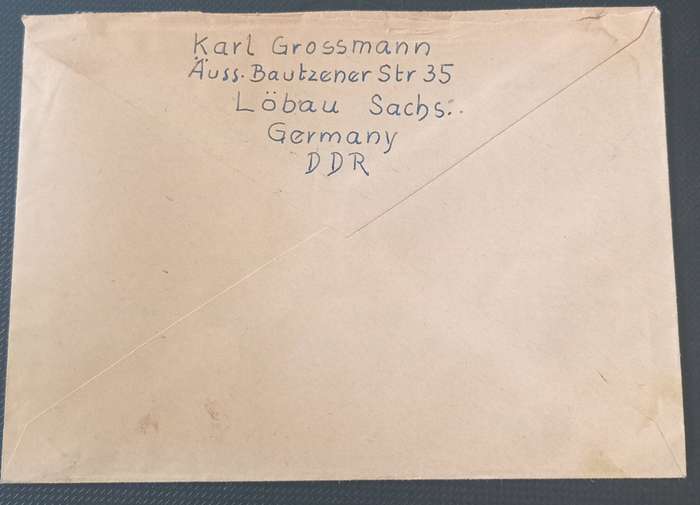 Karl Grossmann
Äuss. Bautzener Str 35
Löbau Sachs.
Germany
DDR